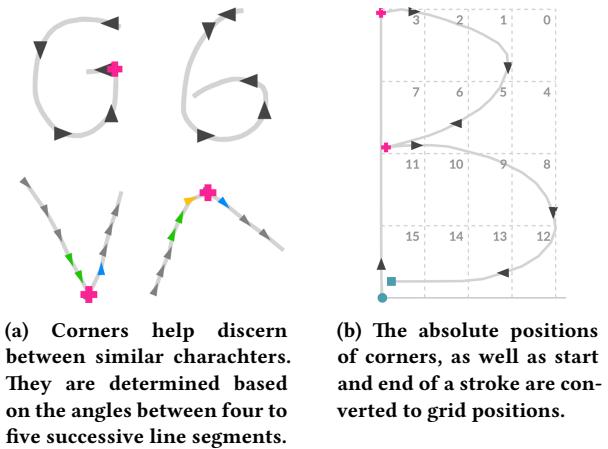 3 2 1 0
7 6 5 4
11 10 9 8
15 14 13 12
(a) Corners help discern
between similar charachters.
They are determined based
on the angles between four to
five successive line segments.
(b) The absolute positions
of corners, as well as start
and end of a stroke are con-
verted to grid positions.